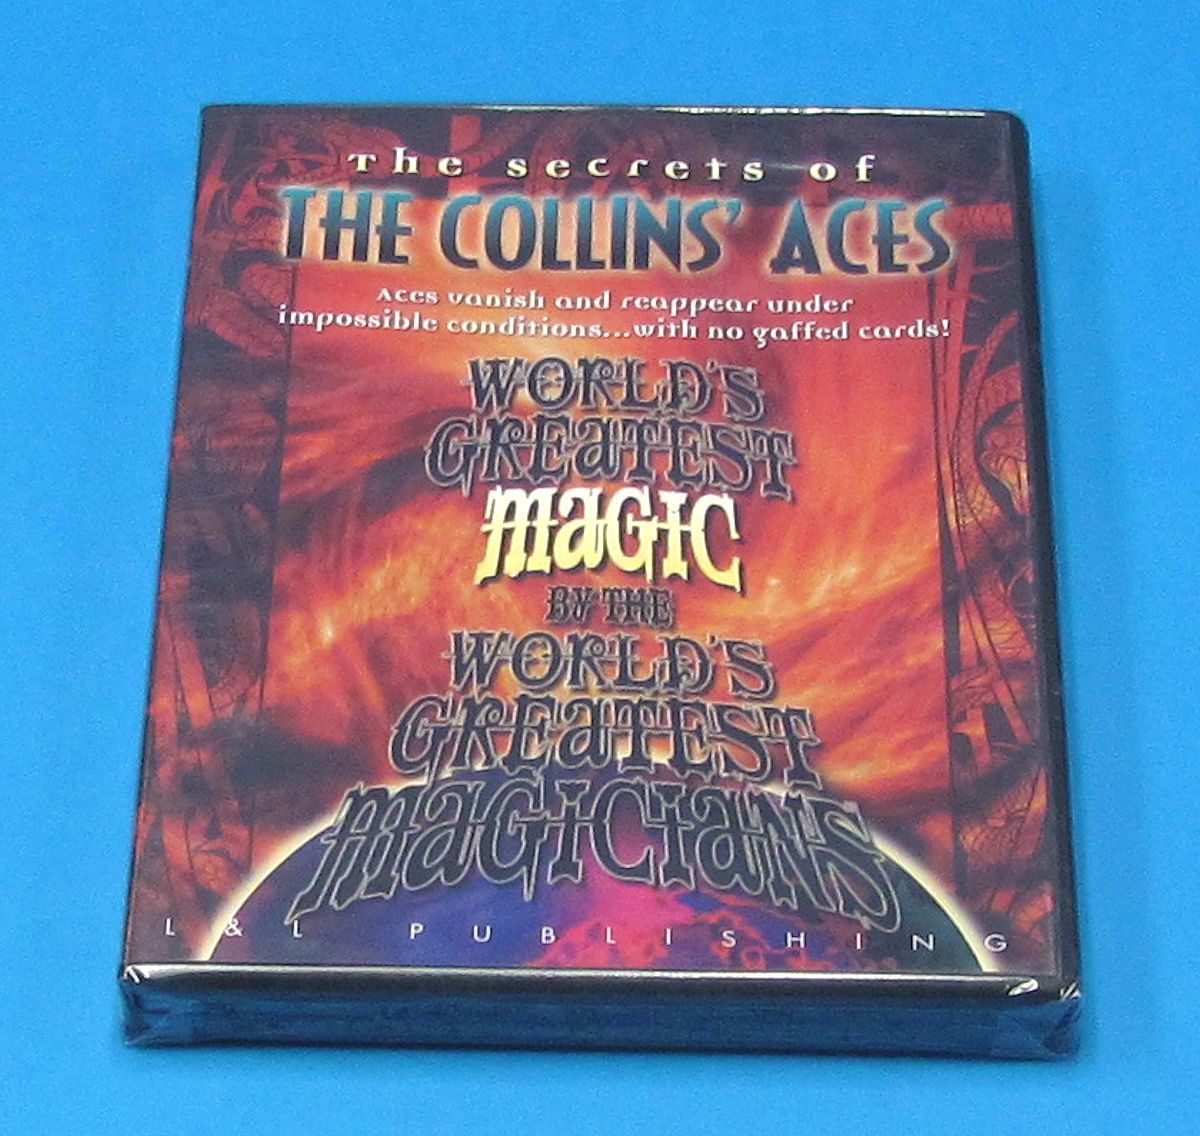 The secrets of
THE COLLINS' ACES
Aces vanish and reappear under
impossible conditions...with no gaffed cards!
WORLD'S
GREATEST
MAGIC
BY THE
WORLD'S
GREATEST
MAGICIANS
L & L PUBLISHING